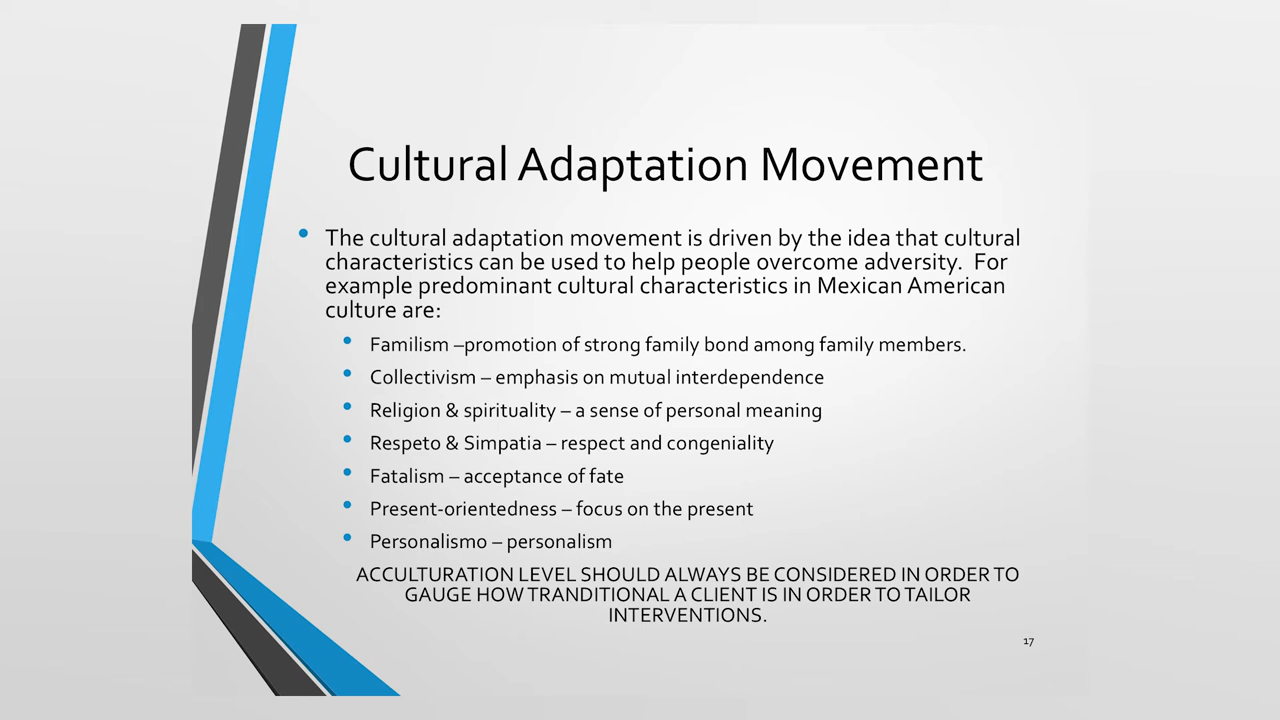 Cultural Adaptation Movement
• The cultural adaptation movement is driven by the idea that cultural
characteristics can be used to help people overcome adversity.  For
example predominant cultural characteristics in Mexican American
culture are:
• Familism –promotion of strong family bond among family members.
• Collectivism – emphasis on mutual interdependence
• Religion & spirituality – a sense of personal meaning
• Respeto & Simpatia – respect and congeniality
• Fatalism – acceptance of fate
• Present-orientedness – focus on the present
• Personalismo – personalism
ACCULTURATION LEVEL SHOULD ALWAYS BE CONSIDERED IN ORDER TO
GAUGE HOW TRANDITIONAL A CLIENT IS IN ORDER TO TAILOR
INTERVENTIONS.
17